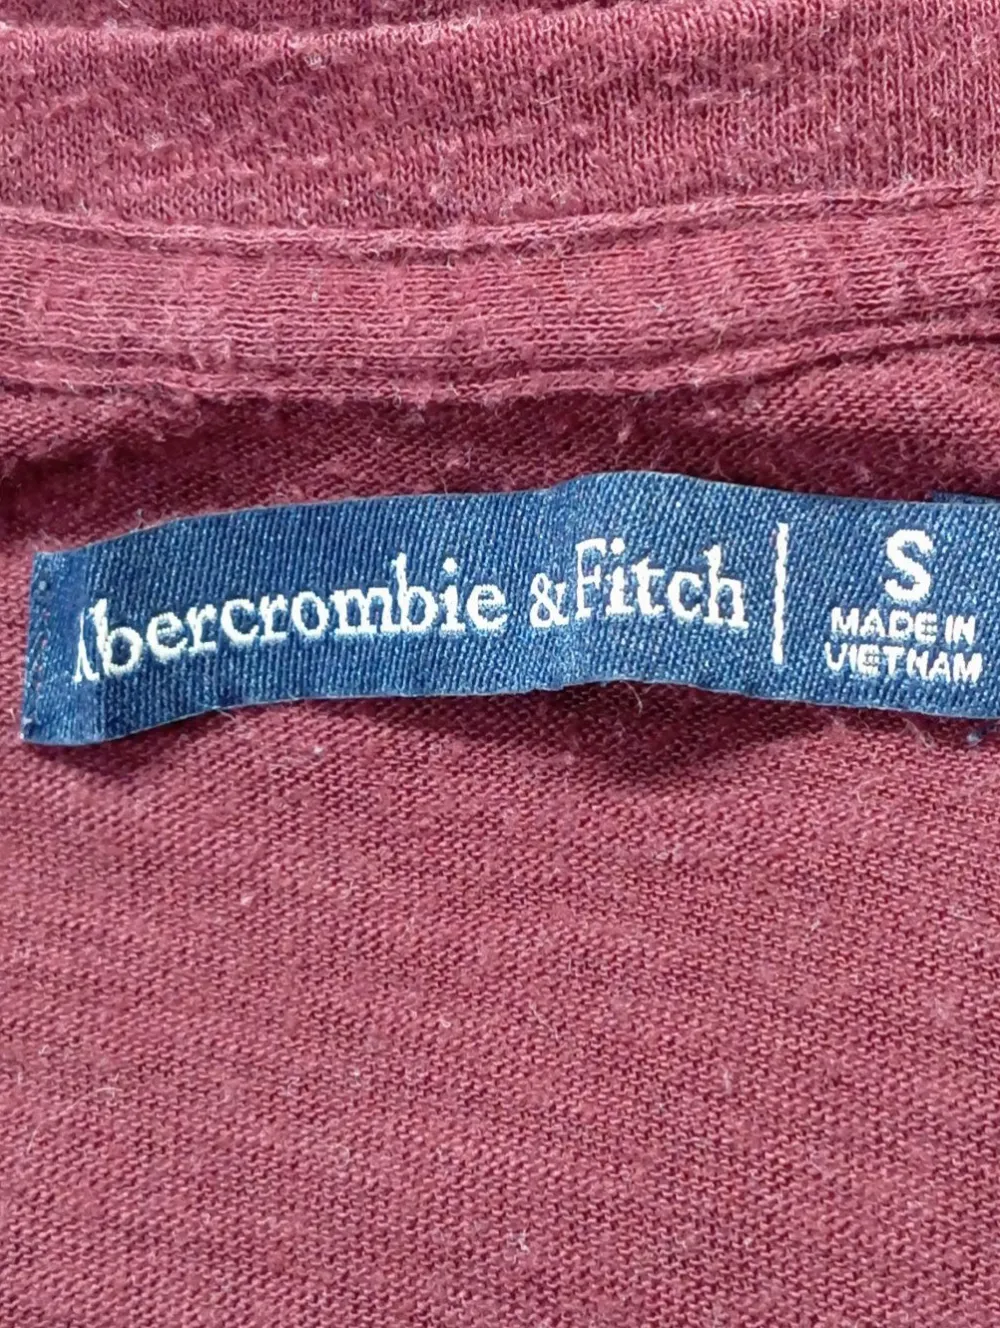 Abercrombie & Fitch
S
MADE IN
VIETNAM